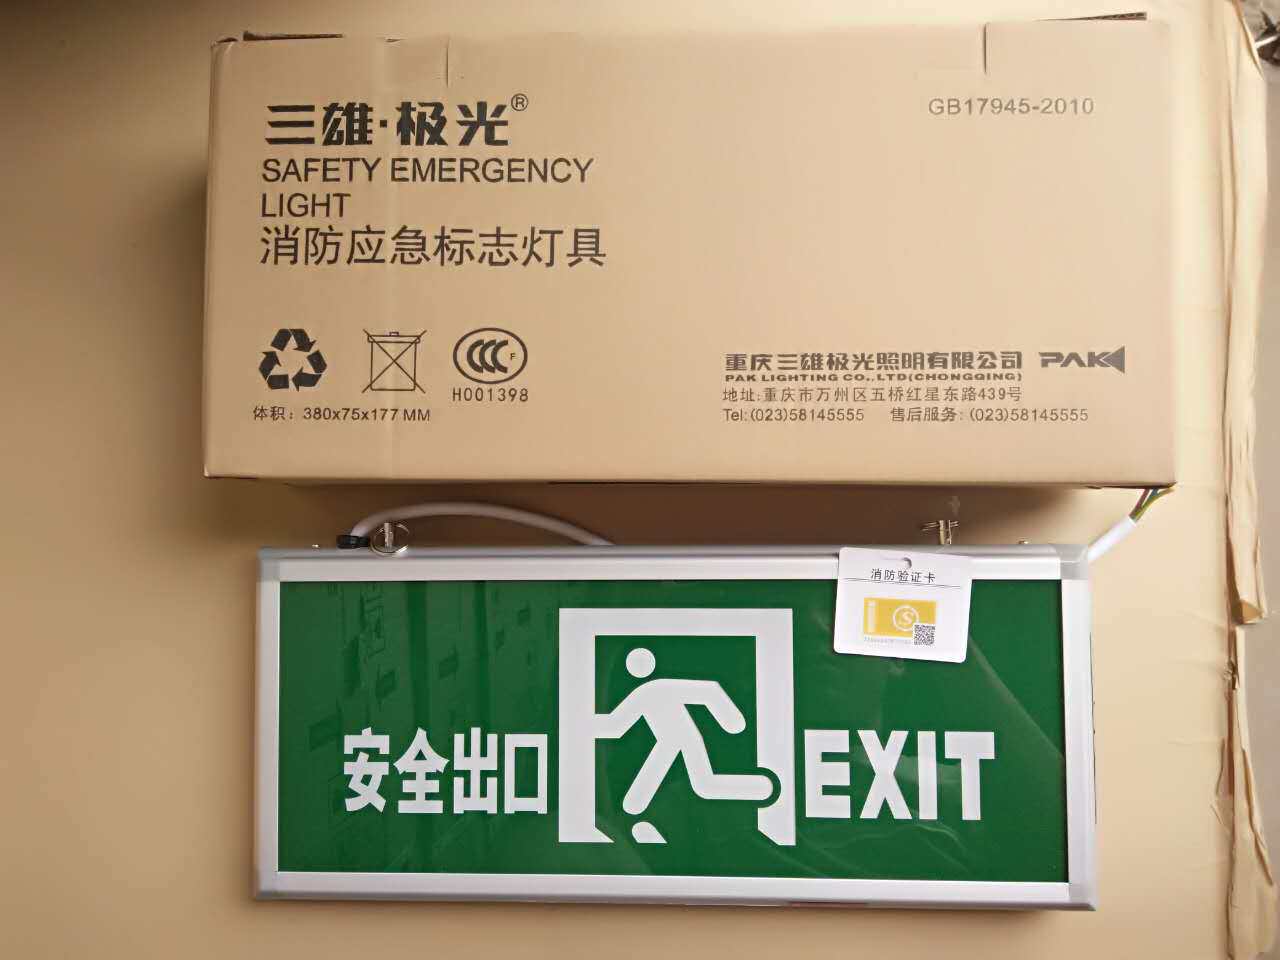 三雄·极光®
GB17945-2010
SAFETY EMERGENCY
LIGHT
消防应急标志灯具
CCC F
H001398
体积：380x75x177 MM
重庆三雄极光照明有限公司 PAK
PAK LIGHTING CO.,LTD(CHONGQING)
地址:重庆市万州区五桥红星东路439号
Tel:(023)58145555 售后服务:(023)58145555
消防验证卡
S
安全出口 EXIT